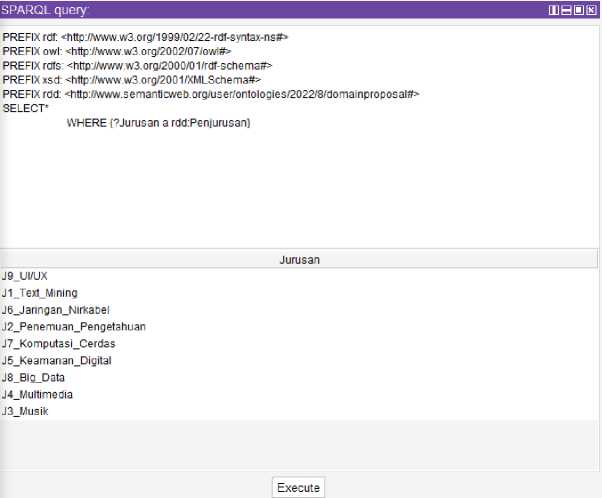 SPARQL query:
PREFIX rdf: <http://www.w3.org/1999/02/22-rdf-syntax-ns#>
PREFIX owl: <http://www.w3.org/2002/07/owl#>
PREFIX rdfs: <http://www.w3.org/2000/01/rdf-schema#>
PREFIX xsd: <http://www.w3.org/2001/XMLSchema#>
PREFIX rdd: <http://www.semanticweb.org/user/ontologies/2022/8/domainproposal#>
SELECT*
WHERE {?Jurusan a rdd:Penjurusan}
Jurusan
J9_UI/UX
J1_Text_Mining
J6_Jaringan_Nirkabel
J2_Penemuan_Pengetahuan
J7_Komputasi_Cerdas
J5_Keamanan_Digital
J8_Big_Data
J4_Multimedia
J3_Musik
Execute